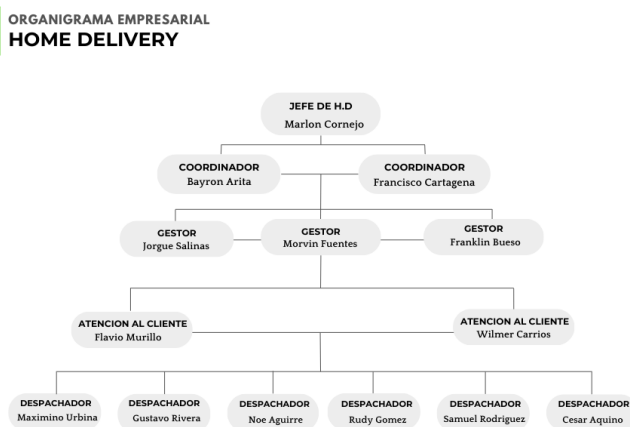 ORGANIGRAMA EMPRESARIAL
HOME DELIVERY
JEFE DE H.D
Marlon Cornejo
COORDINADOR
Bayron Arita
COORDINADOR
Francisco Cartagena
GESTOR
Jorgue Salinas
GESTOR
Morvin Fuentes
GESTOR
Franklin Bueso
ATENCION AL CLIENTE
Flavio Murillo
ATENCION AL CLIENTE
Wilmer Carrios
DESPACHADOR
Maximino Urbina
DESPACHADOR
Gustavo Rivera
DESPACHADOR
Noe Aguirre
DESPACHADOR
Rudy Gomez
DESPACHADOR
Samuel Rodriguez
DESPACHADOR
Cesar Aquino